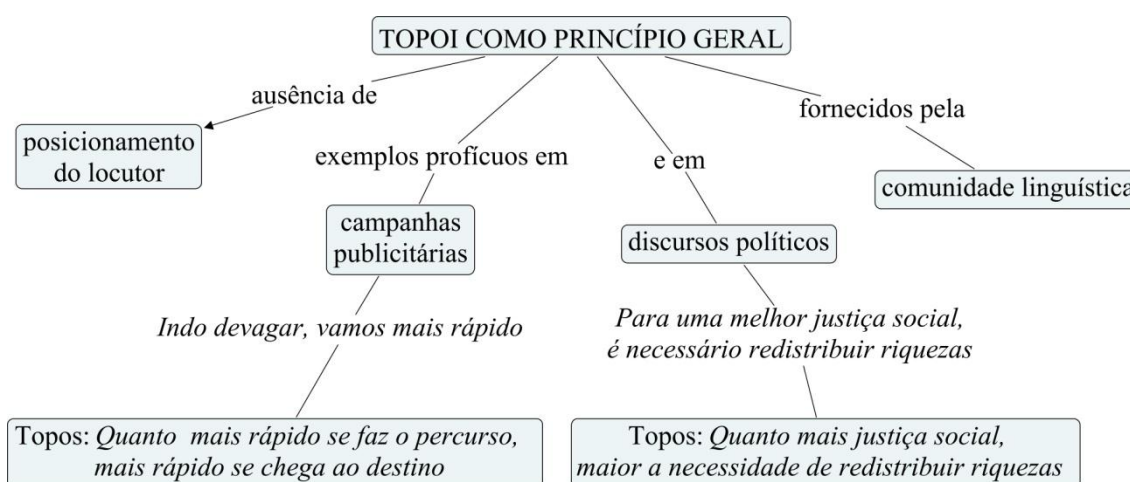 TOPOI COMO PRINCÍPIO GERAL
ausência de
fornecidos pela
posicionamento
do locutor
exemplos profícuos em
e em
comunidade linguística
campanhas
publicitárias
discursos políticos
Indo devagar, vamos mais rápido
Para uma melhor justiça social,
é necessário redistribuir riquezas
Topos: Quanto mais rápido se faz o percurso,
mais rápido se chega ao destino
Topos: Quanto mais justiça social,
maior a necessidade de redistribuir riquezas